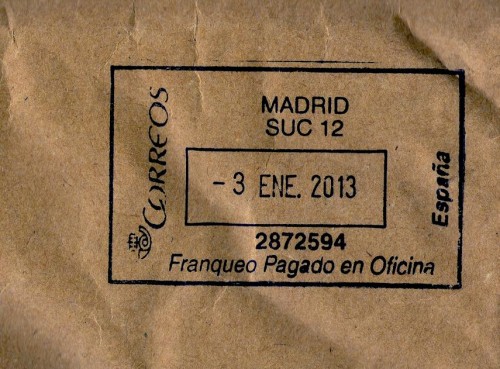 CORREOS
MADRID
SUC 12
- 3 ENE. 2013
2872594
Franqueo Pagado en Oficina
España